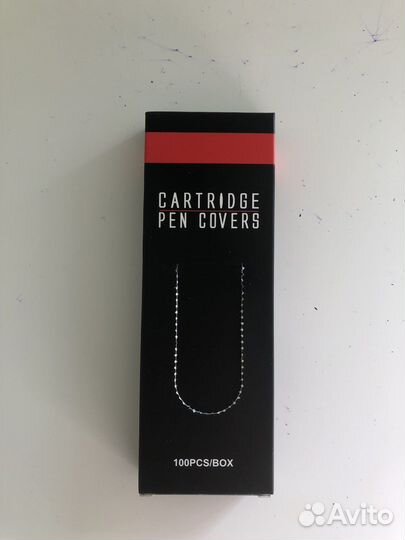 CARTRIDGE
PEN COVERS
100PCS/BOX
Avito